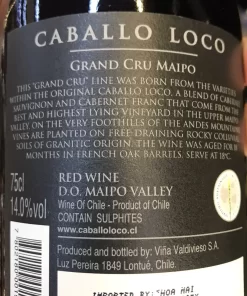 CABALLO LOCO
GRAND CRU MAIPO
THIS "GRAND CRU" LINE WAS BORN FROM THE VARIETIES
WITHIN THE ORIGINAL CABALLO LOCO. A BLEND OF CABERNET
SAUVIGNON AND CABERNET FRANC THAT COME FROM THE
BEST AND HIGHEST LYING VINEYARD IN THE UPPER MAIPO
VALLEY, ON THE VERY FOOTHILLS OF THE ANDES MOUNTAINS.
VINES ARE PLANTED ON FREE DRAINING ROCKY COLLUVIAL
SOILS OF GRANITIC ORIGIN. THE WINE WAS AGED FOR 18
MONTHS IN FRENCH OAK BARRELS. SERVE AT 18°C.
75cl
14.0%vol
RED WINE
D.O. MAIPO VALLEY
Wine Of Chile - Product of Chile
CONTAIN SULPHITES
www.caballoloco.cl
Produced and bottled by: Viña Valdivieso S.A.
Luz Pereira 1849 Lontué, Chile.
IMPORTED BY: HOA HAI